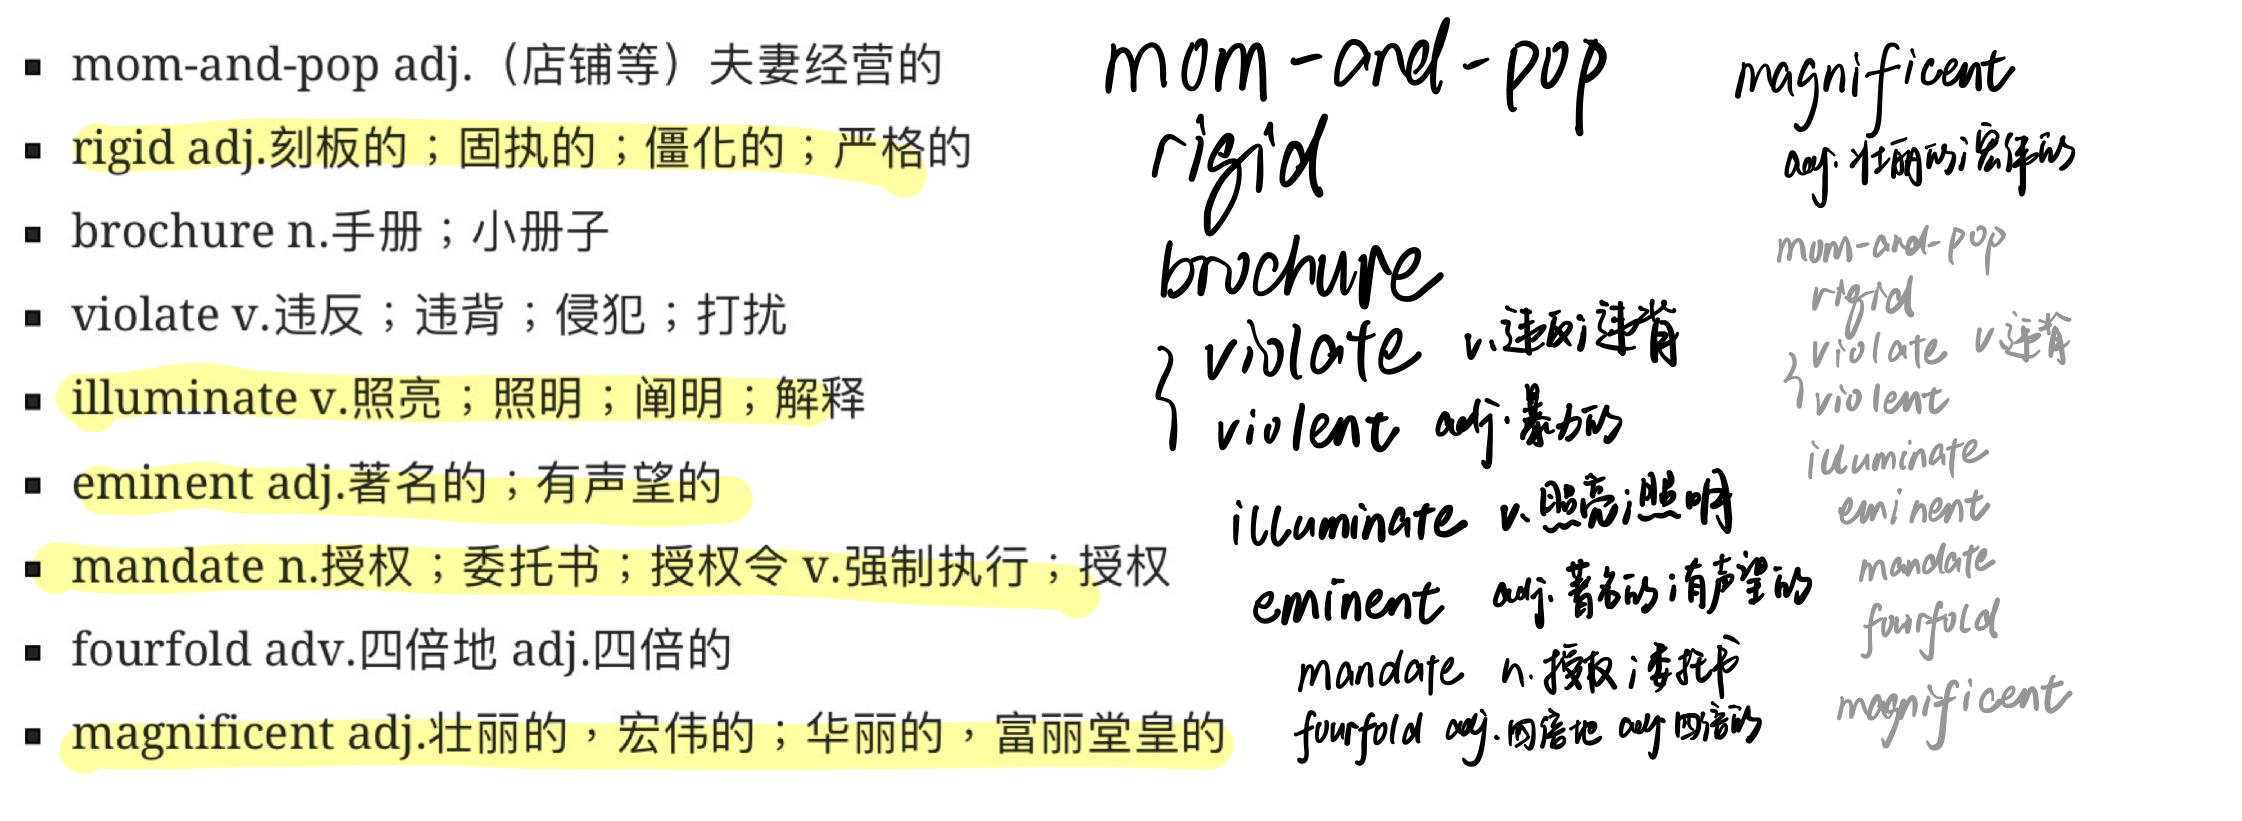 mom-and-pop adj.（店铺等）夫妻经营的
rigid adj.刻板的；固执的；僵化的；严格的
brochure n.手册；小册子
violate v.违反；违背；侵犯；打扰
illuminate v.照亮；照明；阐明；解释
eminent adj.著名的；有声望的
mandate n.授权；委托书；授权令 v.强制执行；授权
fourfold adv.四倍地 adj.四倍的
magnificent adj.壮丽的，宏伟的；华丽的，富丽堂皇的
mom-and-pop
rigid
brochure
violate v.违反；违背
violent adj.暴力的
illuminate v.照亮；照明
eminent adj.著名的；有声望的
mandate n.授权；委托书
fourfold adj.四倍地 adj四倍的
magnificent
adj.壮丽的；宏伟的
mom-and-pop
rigid
violate v.违背
violent
illuminate
eminent
mandate
fourfold
magnificent